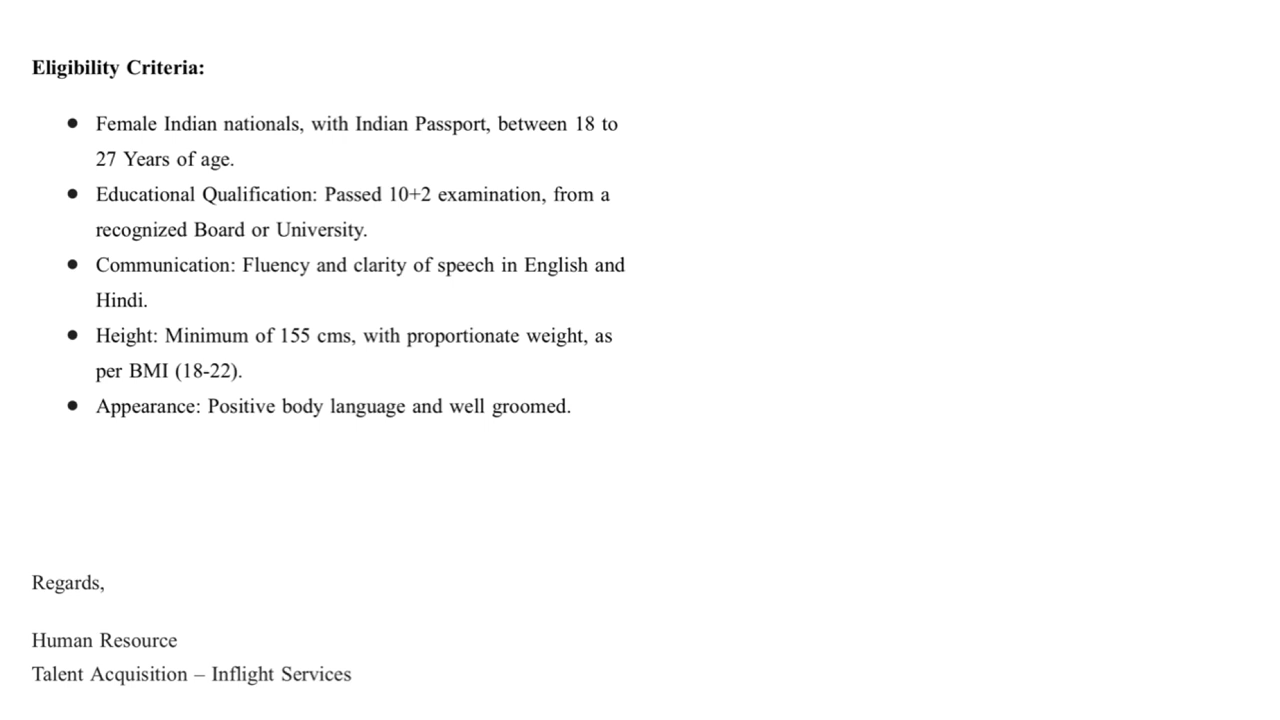 Eligibility Criteria:
● Female Indian nationals, with Indian Passport, between 18 to
27 Years of age.
● Educational Qualification: Passed 10+2 examination, from a
recognized Board or University.
● Communication: Fluency and clarity of speech in English and
Hindi.
● Height: Minimum of 155 cms, with proportionate weight, as
per BMI (18-22).
● Appearance: Positive body language and well groomed.
Regards,
Human Resource
Talent Acquisition – Inflight Services